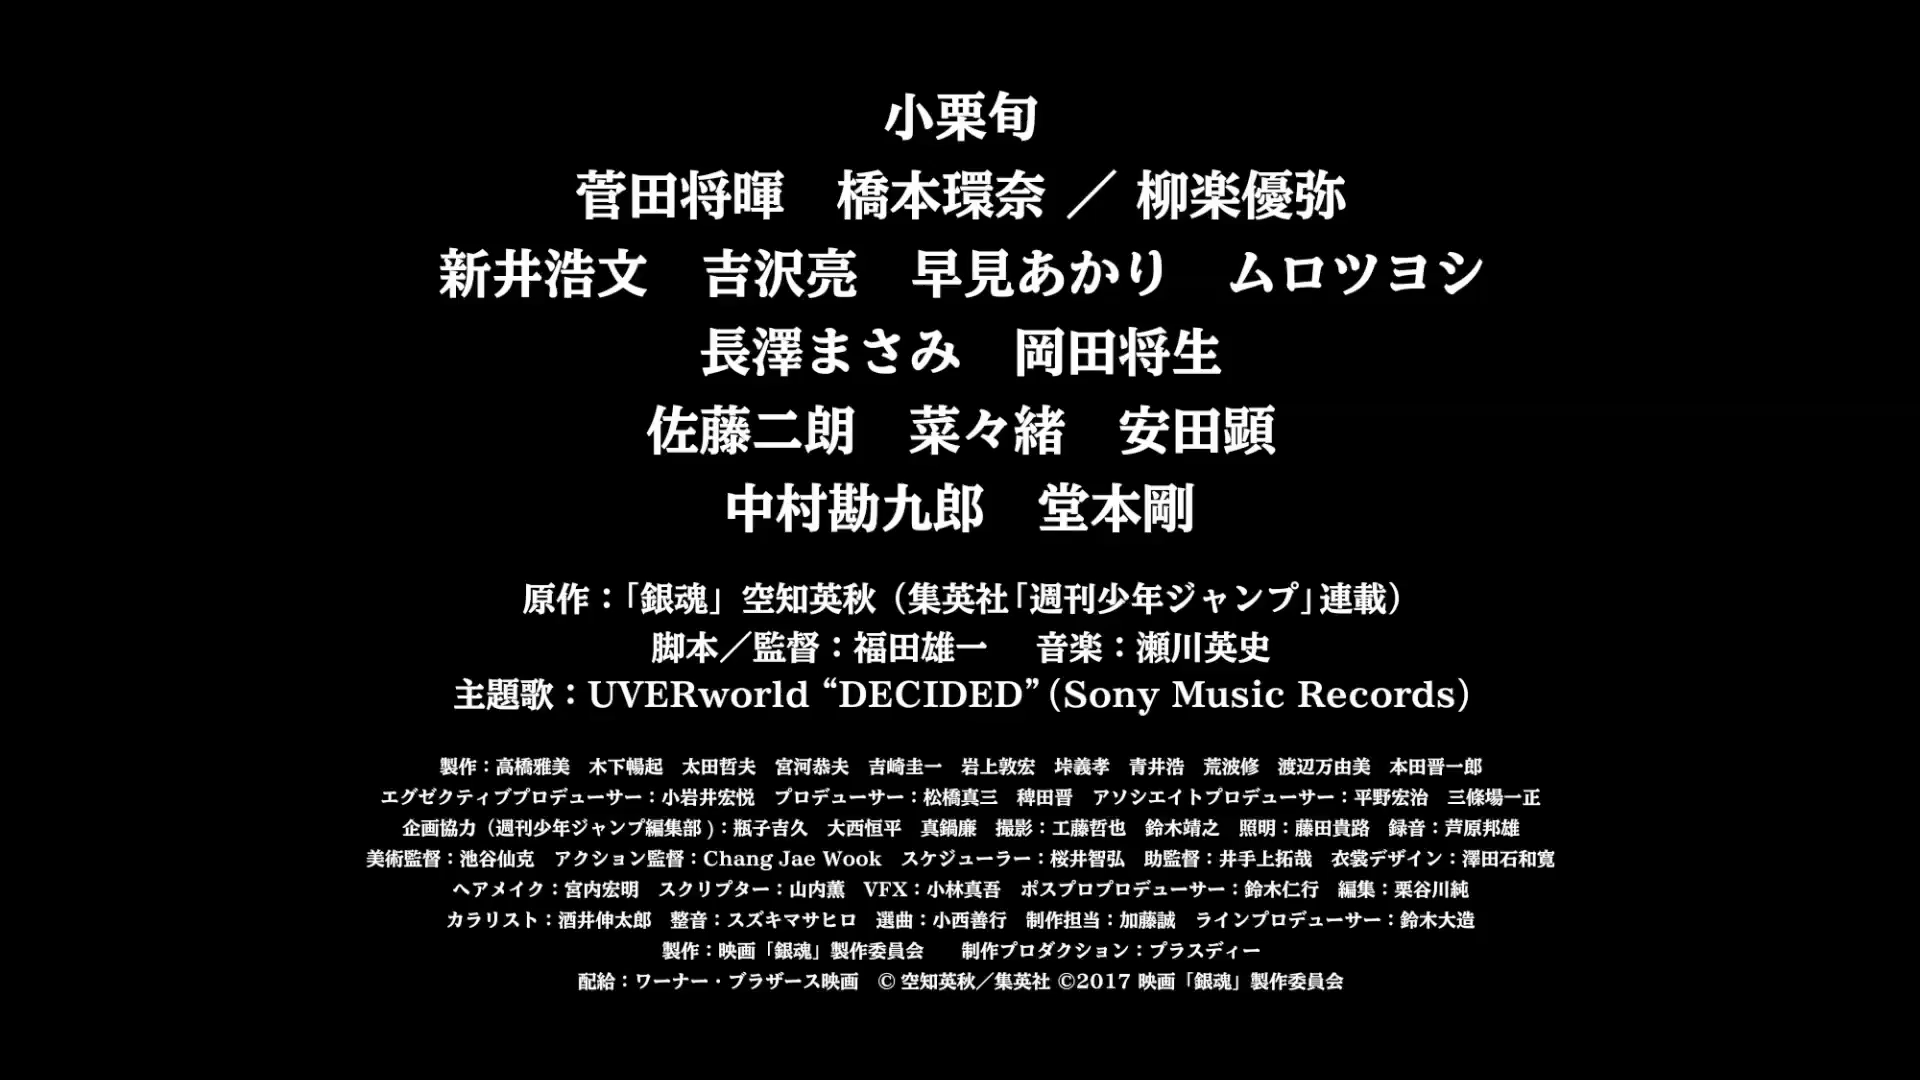 小栗旬
菅田将暉　橋本環奈 ／ 柳楽優弥
新井浩文　吉沢亮　早見あかり　ムロツヨシ
長澤まさみ　岡田将生
佐藤二朗　菜々緒　安田顕
中村勘九郎　堂本剛
原作：「銀魂」空知英秋（集英社「週刊少年ジャンプ」連載）
脚本／監督：福田雄一　音楽：瀬川英史
主題歌：UVERworld “DECIDED”（Sony Music Records）
製作：高橋雅美　木下暢起　太田哲夫　宮河恭夫　吉崎圭一　岩上敦宏　垰義孝　青井浩　荒波修　渡辺万由美　本田晋一郎
エグゼクティブプロデューサー：小岩井宏悦　プロデューサー：松橋真三　稗田晋　アソシエイトプロデューサー：平野宏治　三條場一正
企画協力（週刊少年ジャンプ編集部）：瓶子吉久　大西恒平　真鍋廉　撮影：工藤哲也　鈴木靖之　照明：藤田貴路　録音：芦原邦雄
美術監督：池谷仙克　アクション監督：Chang Jae Wook　スケジューラー：桜井智弘　助監督：井手上拓哉　衣裳デザイン：澤田石和寛
ヘアメイク：宮内宏明　スクリプター：山内薫　VFX：小林真吾　ポスプロプロデューサー：鈴木仁行　編集：栗谷川純
カラリスト：酒井伸太郎　整音：スズキマサヒロ　選曲：小西善行　制作担当：加藤誠　ラインプロデューサー：鈴木大造
製作：映画「銀魂」製作委員会　　制作プロダクション：プラスディー
配給：ワーナー・ブラザース映画　© 空知英秋／集英社 ©2017 映画「銀魂」製作委員会